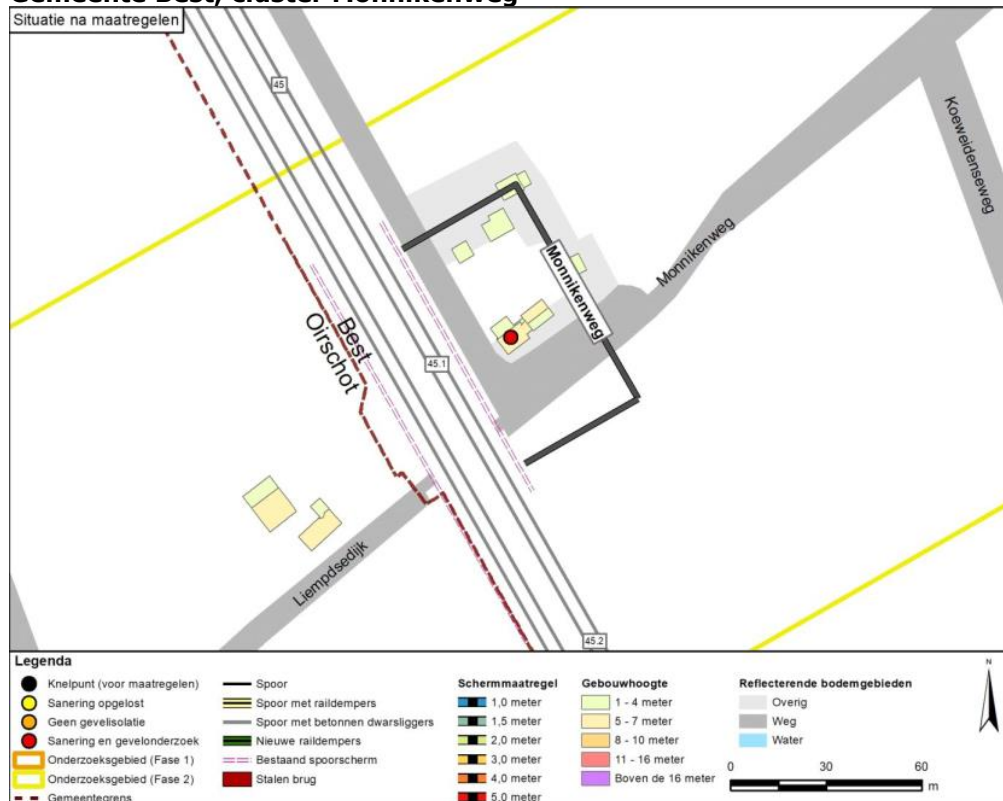 Gemeente Best, cluster Monnikenweg
Situatie na maatregelen
45
Koeweidenseweg
Monnikenweg
Monnikenweg
Best
Oirschot
45.1
Liempdsedijk
45.2
Legenda
Knelpunt (voor maatregelen)
Sanering opgelost
Geen gevelisolatie
Sanering en gevelonderzoek
Onderzoeksgebied (Fase 1)
Onderzoeksgebied (Fase 2)
Gemeentegrens
Spoor
Spoor met raildempers
Spoor met betonnen dwarsliggers
Nieuwe raildempers
Bestaand spoorscherm
Stalen brug
Schermmaatregel
1,0 meter
1,5 meter
2,0 meter
3,0 meter
4,0 meter
5,0 meter
Gebouwhoogte
1 - 4 meter
5 - 7 meter
8 - 10 meter
11 - 16 meter
Boven de 16 meter
Reflecterende bodemgebieden
Overig
Weg
Water
N
0 30 60
m